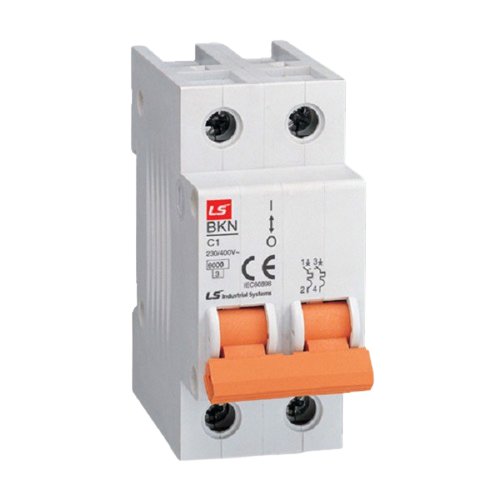 LS
BKN
C1
230/400V~
6000
3
CE
IEC60898
LS Industrial Systems
I
O
1 3
2 4